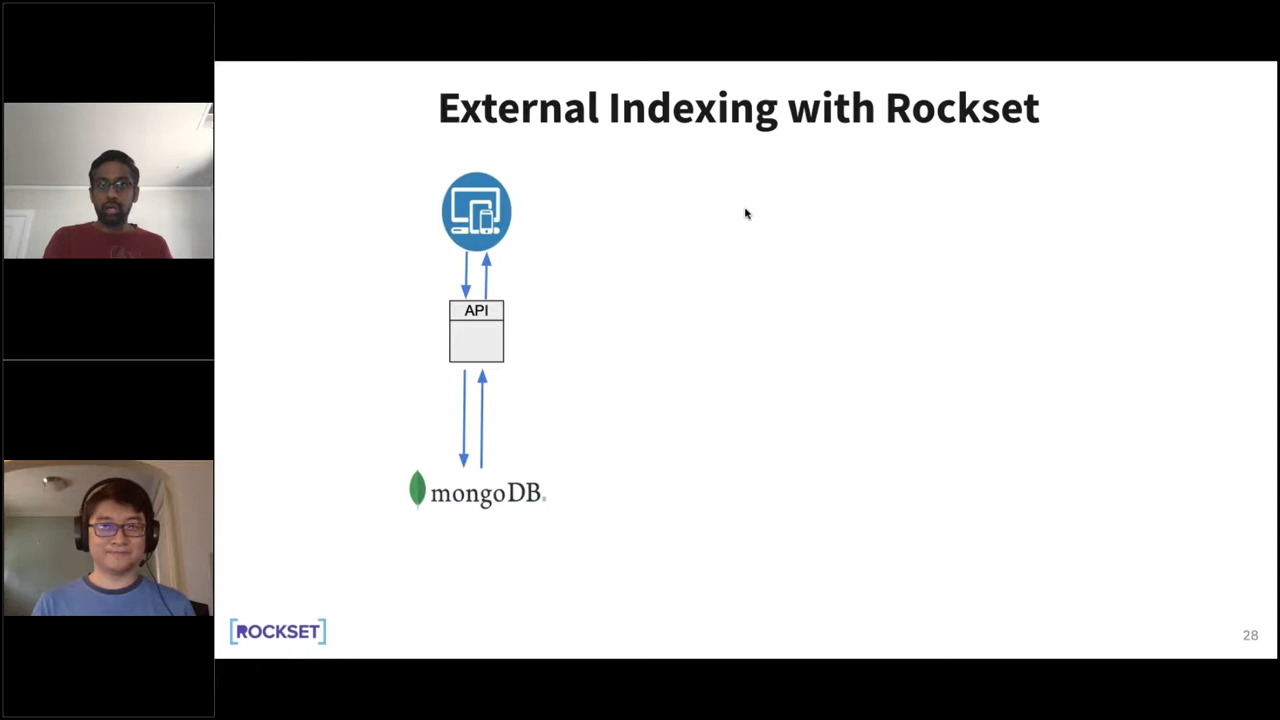 External Indexing with Rockset
API
mongoDB
[ROCKSET]
28